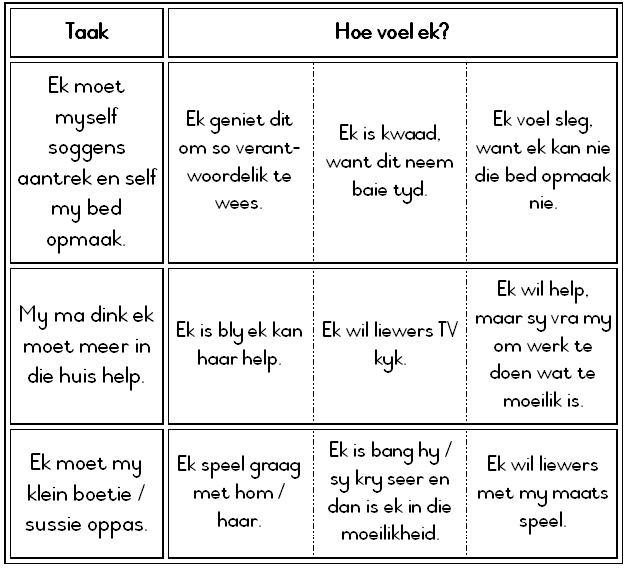 Taak
Hoe voel ek?
Ek moet
myself
soggens
aantrek en self
my bed
opmaak.
Ek geniet dit
om so verant-
woordelik te
wees.
Ek is kwaad,
want dit neem
baie tyd.
Ek voel sleg,
want ek kan nie
die bed opmaak
nie.
My ma dink ek
moet meer in
die huis help.
Ek is bly ek kan
haar help.
Ek wil liewers TV
kyk.
Ek wil help,
maar sy vra my
om werk te
doen wat te
moeilik is.
Ek moet my
klein boetie /
sussie oppas.
Ek speel graag
met hom /
haar.
Ek is bang hy /
sy kry seer en
dan is ek in die
moeilikheid.
Ek wil liewers
met my maats
speel.